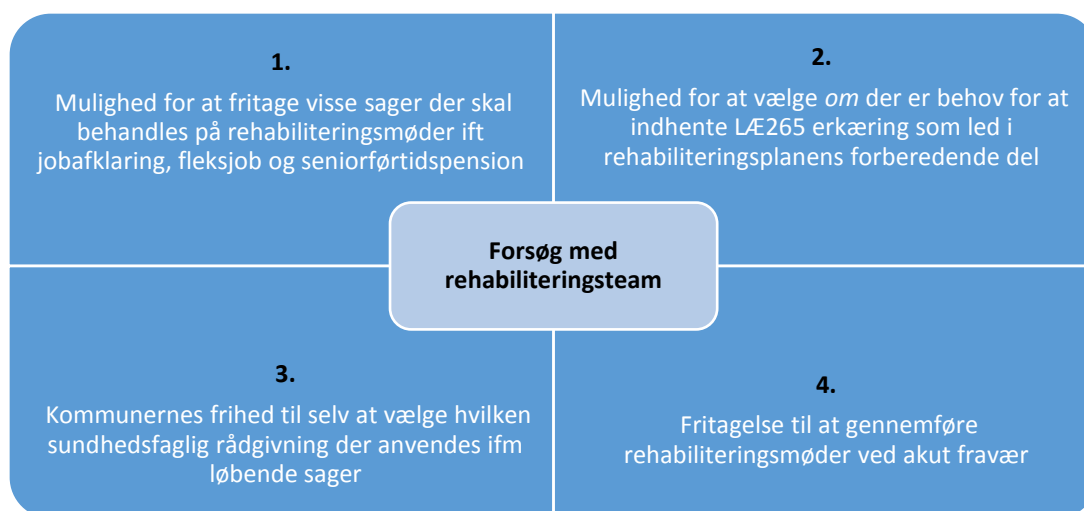 1.
Mulighed for at fritage visse sager der skal
behandles på rehabiliteringsmøder ift
jobafklaring, fleksjob og seniorførtidspension
2.
Mulighed for at vælge om der er behov for at
indhente LÆ265 erkæring som led i
rehabiliteringsplanens forberedende del
Forsøg med
rehabiliteringsteam
3.
Kommunernes frihed til selv at vælge hvilken
sundhedsfaglig rådgivning der anvendes ifm
løbende sager
4.
Fritagelse til at gennemføre
rehabiliteringsmøder ved akut fravær